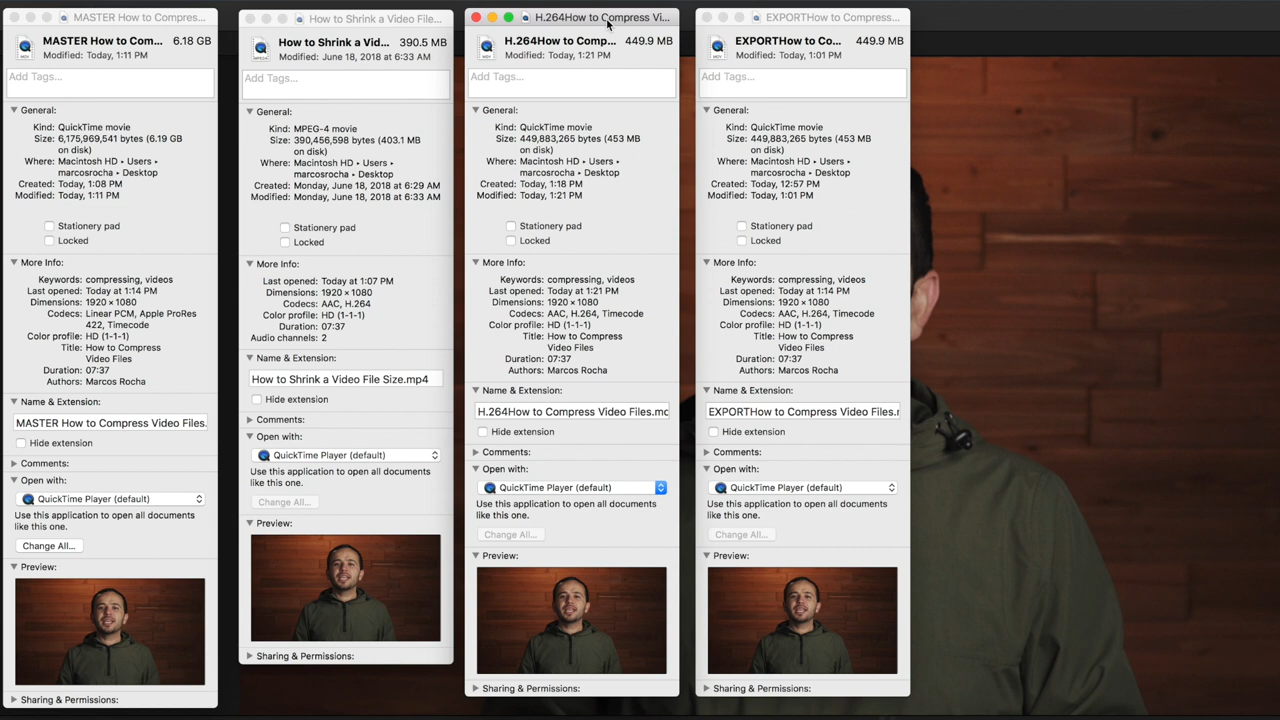 MASTER How to Compress...
MASTER How to Com... 6.18 GB
Modified: Today, 1:11 PM
Add Tags...
General:
Kind: QuickTime movie
Size: 6,175,969,541 bytes (6.19 GB
on disk)
Where: Macintosh HD ▸ Users ▸
marcosrocha ▸ Desktop
Created: Today, 1:08 PM
Modified: Today, 1:11 PM
Stationery pad
Locked
More Info:
Keywords: compressing, videos
Last opened: Today at 1:14 PM
Dimensions: 1920 × 1080
Codecs: Linear PCM, Apple ProRes
422, Timecode
Color profile: HD (1-1-1)
Title: How to Compress
Video Files
Duration: 07:37
Authors: Marcos Rocha
Name & Extension:
MASTER How to Compress Video Files.
Hide extension
Comments:
Open with:
QuickTime Player (default)
Use this application to open all documents
like this one.
Change All...
Preview:
Sharing & Permissions:
How to Shrink a Video File...
How to Shrink a Vid... 390.5 MB
Modified: June 18, 2018 at 6:33 AM
Add Tags...
General:
Kind: MPEG-4 movie
Size: 390,456,598 bytes (403.1 MB
on disk)
Where: Macintosh HD ▸ Users ▸
marcosrocha ▸ Desktop
Created: Monday, June 18, 2018 at 6:29 AM
Modified: Monday, June 18, 2018 at 6:33 AM
Stationery pad
Locked
More Info:
Last opened: Today at 1:07 PM
Dimensions: 1920 × 1080
Codecs: AAC, H.264
Color profile: HD (1-1-1)
Duration: 07:37
Audio channels: 2
Name & Extension:
How to Shrink a Video File Size.mp4
Hide extension
Comments:
Open with:
QuickTime Player (default)
Use this application to open all documents
like this one.
Change All...
Preview:
Sharing & Permissions:
H.264How to Compress Vi...
H.264How to Comp... 449.9 MB
Modified: Today, 1:21 PM
Add Tags...
General:
Kind: QuickTime movie
Size: 449,883,265 bytes (453 MB
on disk)
Where: Macintosh HD ▸ Users ▸
marcosrocha ▸ Desktop
Created: Today, 1:18 PM
Modified: Today, 1:21 PM
Stationery pad
Locked
More Info:
Keywords: compressing, videos
Last opened: Today at 1:21 PM
Dimensions: 1920 × 1080
Codecs: AAC, H.264, Timecode
Color profile: HD (1-1-1)
Title: How to Compress
Video Files
Duration: 07:37
Authors: Marcos Rocha
Name & Extension:
H.264How to Compress Video Files.mo
Hide extension
Comments:
Open with:
QuickTime Player (default)
Use this application to open all documents
like this one.
Change All...
Preview:
Sharing & Permissions:
EXPORTHow to Compress...
EXPORTHow to Co... 449.9 MB
Modified: Today, 1:01 PM
Add Tags...
General:
Kind: QuickTime movie
Size: 449,883,265 bytes (453 MB
on disk)
Where: Macintosh HD ▸ Users ▸
marcosrocha ▸ Desktop
Created: Today, 12:57 PM
Modified: Today, 1:01 PM
Stationery pad
Locked
More Info:
Keywords: compressing, videos
Last opened: Today at 1:14 PM
Dimensions: 1920 × 1080
Codecs: AAC, H.264, Timecode
Color profile: HD (1-1-1)
Title: How to Compress
Video Files
Duration: 07:37
Authors: Marcos Rocha
Name & Extension:
EXPORTHow to Compress Video Files.r
Hide extension
Comments:
Open with:
QuickTime Player (default)
Use this application to open all documents
like this one.
Change All...
Preview:
Sharing & Permissions: